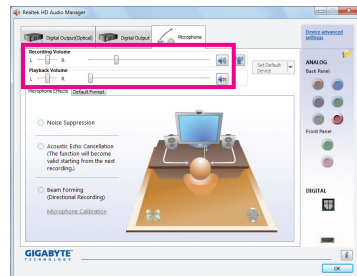 Realtek HD Audio Manager
Digital Output(Optical)
Digital Output
Microphone
Device advanced
settings
Recording Volume
L
R
Set Default
Device
Playback Volume
L
R
Microphone Effects
Default Format
Noise Suppression
Acoustic Echo Cancellation
(The function will become
valid starting from the next
recording.)
Beam Forming
(Directional Recording)
Microphone Calibration
ANALOG
Back Panel
Front Panel
DIGITAL
GIGABYTE
TECHNOLOGY
OK